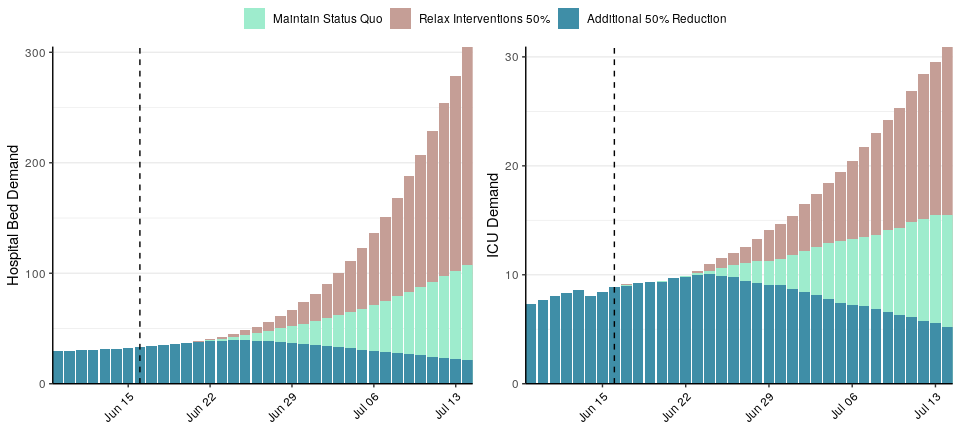 Maintain Status Quo Relax Interventions 50% Additional 50% Reduction
Hospital Bed Demand
300
200
100
0
Jun 15 Jun 22 Jun 29 Jul 06 Jul 13
ICU Demand
30
20
10
0
Jun 15 Jun 22 Jun 29 Jul 06 Jul 13